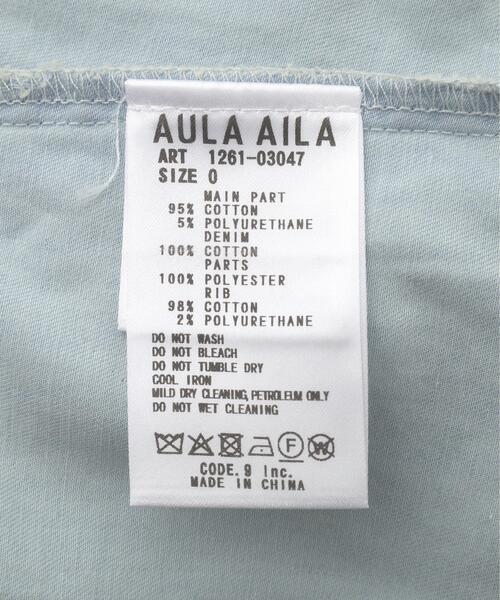 AULA AILA
ART 1261-03047
SIZE 0
MAIN PART
95% COTTON
5% POLYURETHANE
DENIM
100% COTTON
PARTS
100% POLYESTER
RIB
98% COTTON
2% POLYURETHANE
DO NOT WASH
DO NOT BLEACH
DO NOT TUMBLE DRY
COOL IRON
MILD DRY CLEANING, PETROLEUM ONLY
DO NOT WET CLEANING
F W
CODE. 9 Inc.
MADE IN CHINA